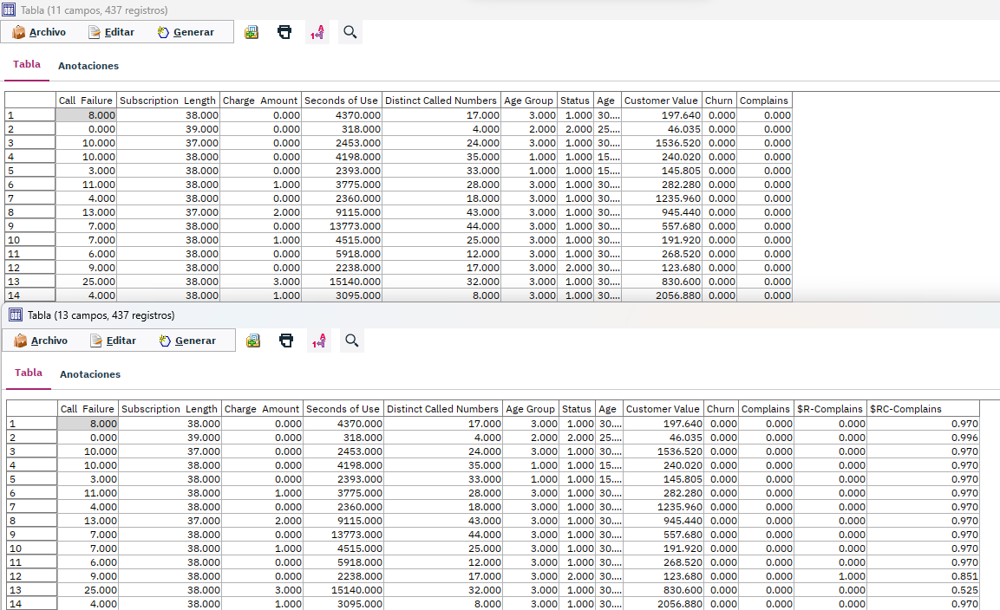 Tabla (11 campos, 437 registros)
Archivo Editar Generar
Tabla Anotaciones
Call Failure Subscription Length Charge Amount Seconds of Use Distinct Called Numbers Age Group Status Age Customer Value Churn Complains
1 8.000 38.000 0.000 4370.000 17.000 3.000 1.000 30.... 197.640 0.000 0.000
2 0.000 39.000 0.000 318.000 4.000 2.000 2.000 25.... 46.035 0.000 0.000
3 10.000 37.000 0.000 2453.000 24.000 3.000 1.000 30.... 1536.520 0.000 0.000
4 10.000 38.000 0.000 4198.000 35.000 1.000 1.000 15.... 240.020 0.000 0.000
5 3.000 38.000 0.000 2393.000 33.000 1.000 1.000 15.... 145.805 0.000 0.000
6 11.000 38.000 1.000 3775.000 28.000 3.000 1.000 30.... 282.280 0.000 0.000
7 4.000 38.000 0.000 2360.000 18.000 3.000 1.000 30.... 1235.960 0.000 0.000
8 13.000 37.000 2.000 9115.000 43.000 3.000 1.000 30.... 945.440 0.000 0.000
9 7.000 38.000 0.000 13773.000 44.000 3.000 1.000 30.... 557.680 0.000 0.000
10 7.000 38.000 1.000 4515.000 25.000 3.000 1.000 30.... 191.920 0.000 0.000
11 6.000 38.000 0.000 5918.000 12.000 3.000 1.000 30.... 268.520 0.000 0.000
12 9.000 38.000 0.000 2238.000 17.000 3.000 2.000 30.... 123.680 0.000 0.000
13 25.000 38.000 3.000 15140.000 32.000 3.000 1.000 30.... 830.600 0.000 0.000
14 4.000 38.000 1.000 3095.000 8.000 3.000 1.000 30.... 2056.880 0.000 0.000
Tabla (13 campos, 437 registros)
Archivo Editar Generar
Tabla Anotaciones
Call Failure Subscription Length Charge Amount Seconds of Use Distinct Called Numbers Age Group Status Age Customer Value Churn Complains $R-Complains $RC-Complains
1 8.000 38.000 0.000 4370.000 17.000 3.000 1.000 30.... 197.640 0.000 0.000 0.000 0.970
2 0.000 39.000 0.000 318.000 4.000 2.000 2.000 25.... 46.035 0.000 0.000 0.000 0.996
3 10.000 37.000 0.000 2453.000 24.000 3.000 1.000 30.... 1536.520 0.000 0.000 0.000 0.970
4 10.000 38.000 0.000 4198.000 35.000 1.000 1.000 15.... 240.020 0.000 0.000 0.000 0.970
5 3.000 38.000 0.000 2393.000 33.000 1.000 1.000 15.... 145.805 0.000 0.000 0.000 0.970
6 11.000 38.000 1.000 3775.000 28.000 3.000 1.000 30.... 282.280 0.000 0.000 0.000 0.970
7 4.000 38.000 0.000 2360.000 18.000 3.000 1.000 30.... 1235.960 0.000 0.000 0.000 0.970
8 13.000 37.000 2.000 9115.000 43.000 3.000 1.000 30.... 945.440 0.000 0.000 0.000 0.970
9 7.000 38.000 0.000 13773.000 44.000 3.000 1.000 30.... 557.680 0.000 0.000 0.000 0.970
10 7.000 38.000 1.000 4515.000 25.000 3.000 1.000 30.... 191.920 0.000 0.000 0.000 0.970
11 6.000 38.000 0.000 5918.000 12.000 3.000 1.000 30.... 268.520 0.000 0.000 0.000 0.970
12 9.000 38.000 0.000 2238.000 17.000 3.000 2.000 30.... 123.680 0.000 0.000 1.000 0.851
13 25.000 38.000 3.000 15140.000 32.000 3.000 1.000 30.... 830.600 0.000 0.000 0.000 0.525
14 4.000 38.000 1.000 3095.000 8.000 3.000 1.000 30.... 2056.880 0.000 0.000 0.000 0.970